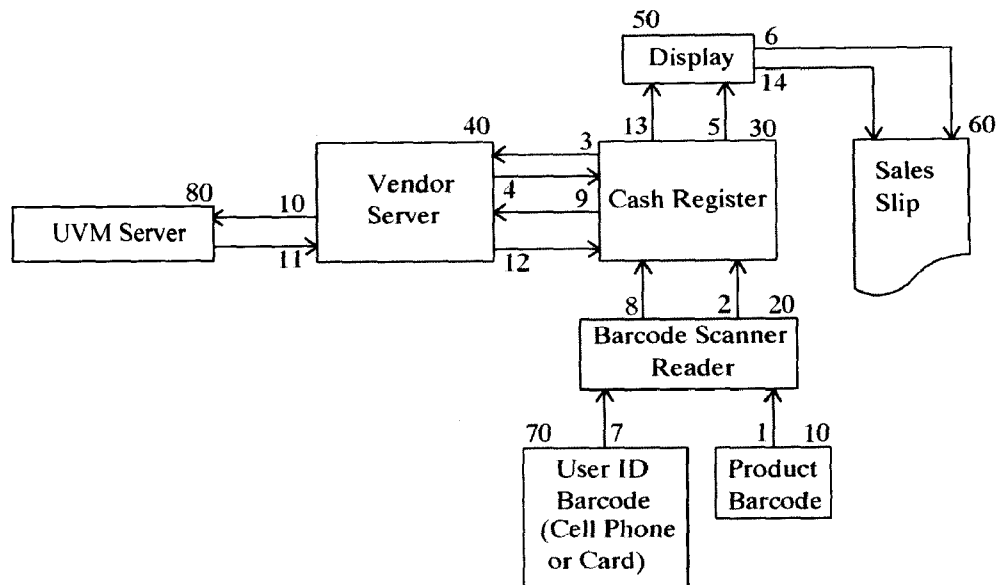 50
Display
6
14
13
5
30
60
40
3
Vendor
Server
4
9
Cash Register
Sales
Slip
80
10
UVM Server
11
12
8
2
20
Barcode Scanner
Reader
70
7
1
10
User ID
Barcode
(Cell Phone
or Card)
Product
Barcode